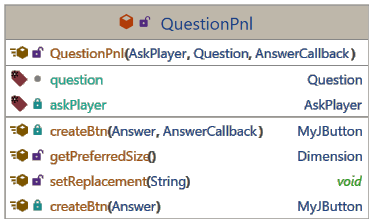 QuestionPnl
QuestionPnl(AskPlayer, Question, AnswerCallback)
question Question
askPlayer AskPlayer
createBtn(Answer, AnswerCallback) MyJButton
getPreferredSize() Dimension
setReplacement(String) void
createBtn(Answer) MyJButton